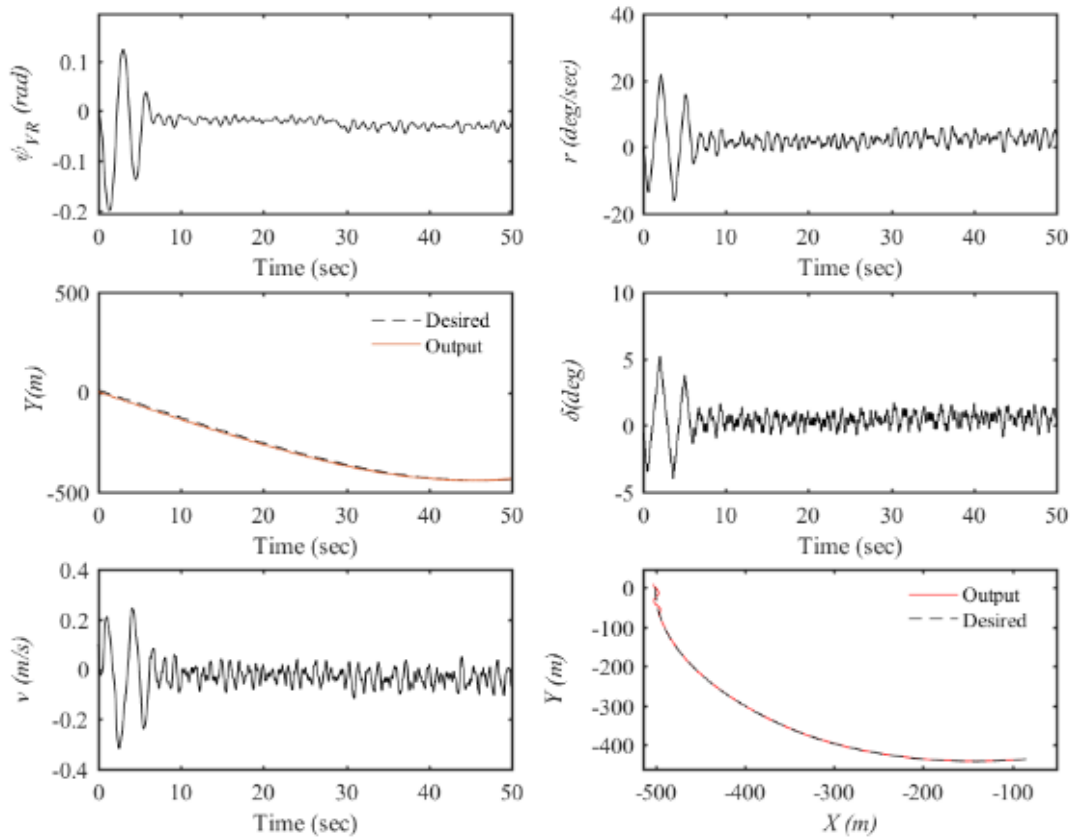 ψ_VR (rad)
0.1
0
-0.1
-0.2
0 10 20 30 40 50
Time (sec)
r (deg/sec)
40
20
0
-20
0 10 20 30 40 50
Time (sec)
Y(m)
500
0
-500
Desired
Output
0 10 20 30 40 50
Time (sec)
δ(deg)
10
5
0
-5
0 10 20 30 40 50
Time (sec)
v (m/s)
0.4
0.2
0
-0.2
-0.4
0 10 20 30 40 50
Time (sec)
Y (m)
0
-100
-200
-300
-400
Output
Desired
-500 -400 -300 -200 -100
X (m)